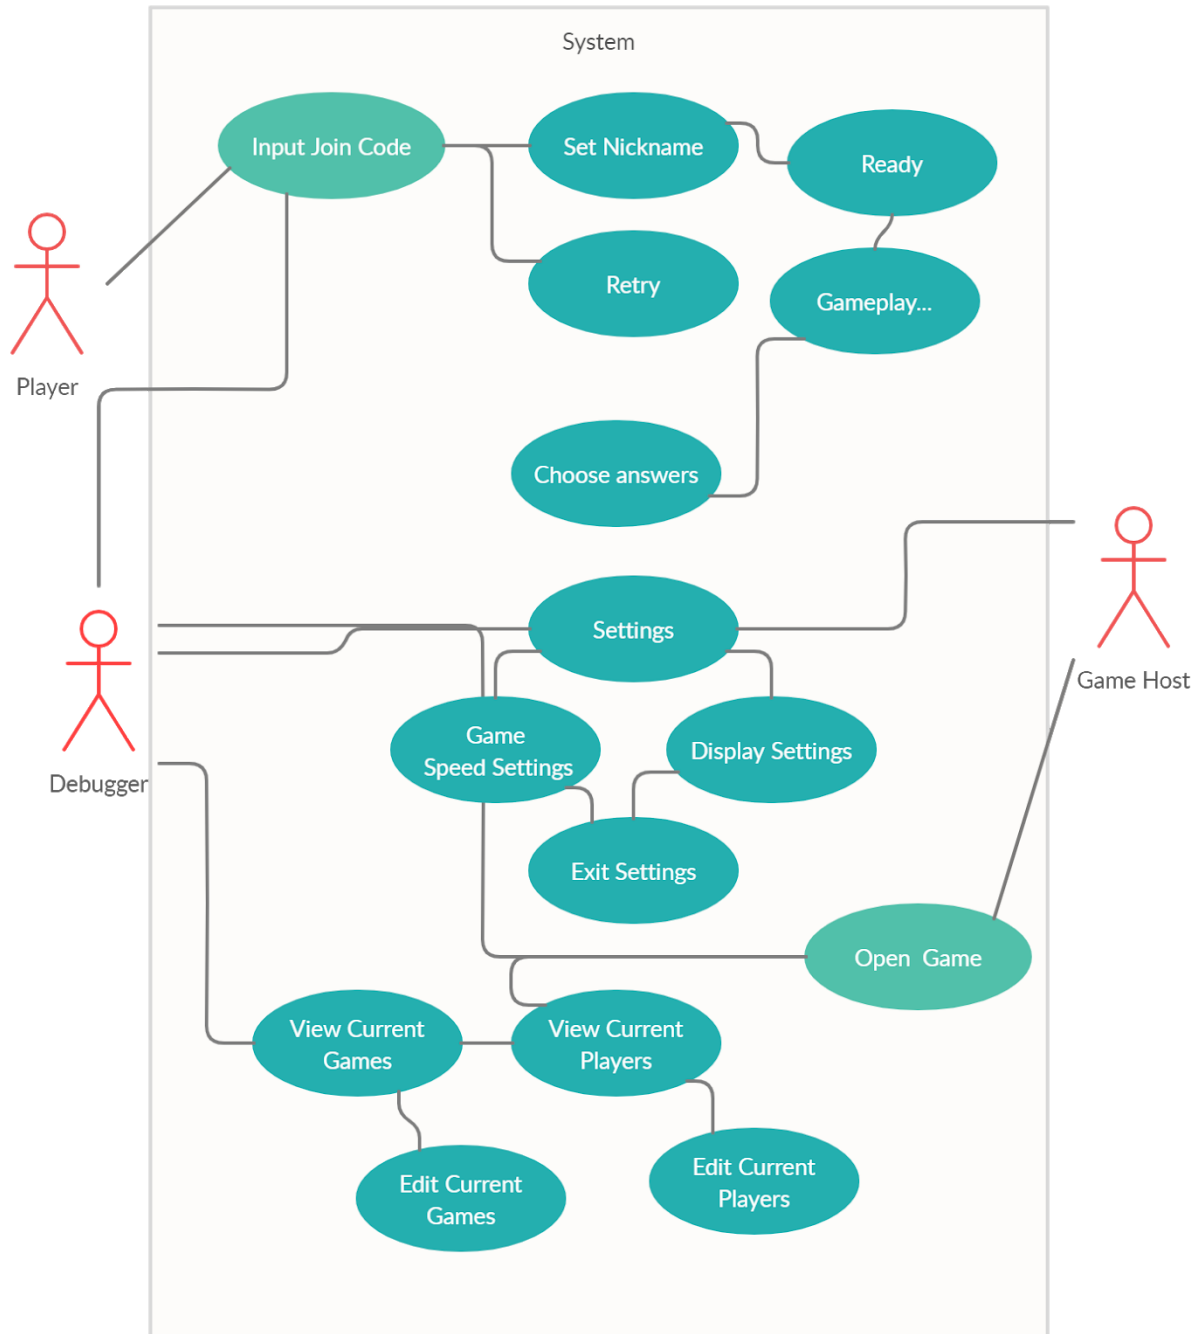 System
Input Join Code
Set Nickname
Ready
Retry
Gameplay...
Player
Choose answers
Settings
Game Host
Game
Speed Settings
Display Settings
Debugger
Exit Settings
Open  Game
View Current
Games
View Current
Players
Edit Current
Games
Edit Current
Players